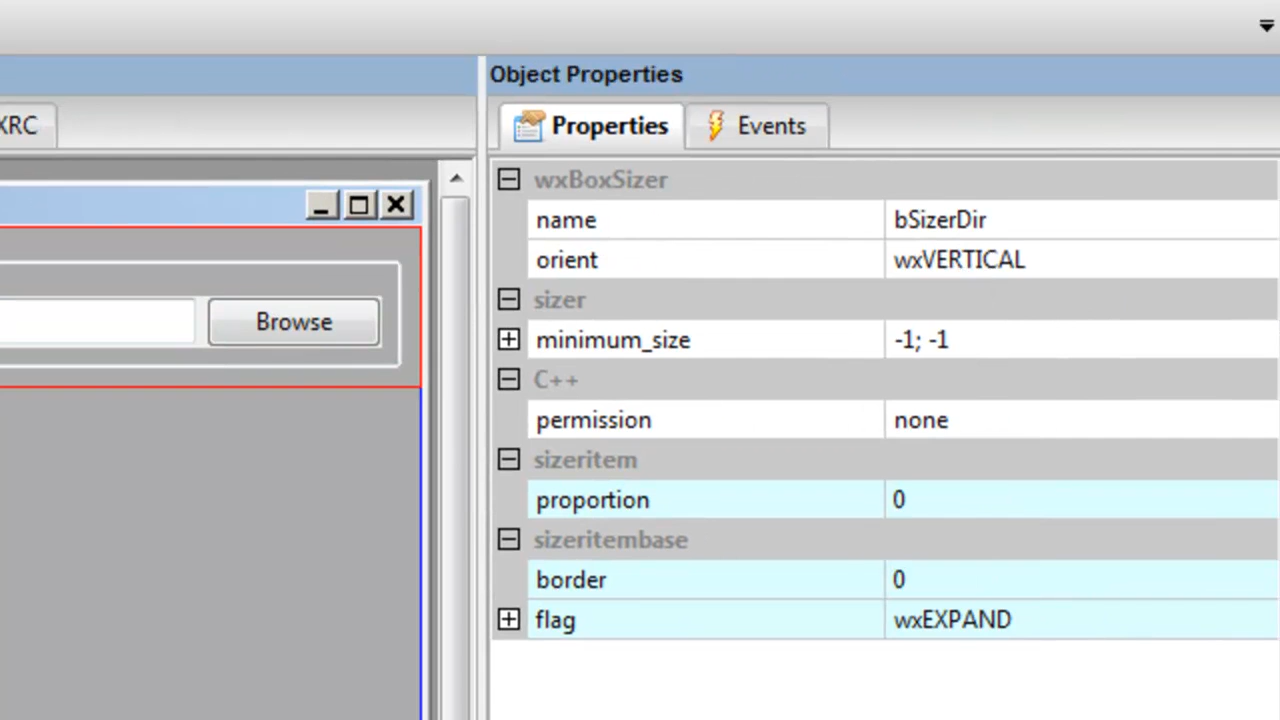 Object Properties
XRC
Properties
Events
wxBoxSizer
name bSizerDir
orient wxVERTICAL
sizer
Browse
minimum_size -1; -1
C++
permission none
sizeritem
proportion 0
sizeritembase
border 0
flag wxEXPAND